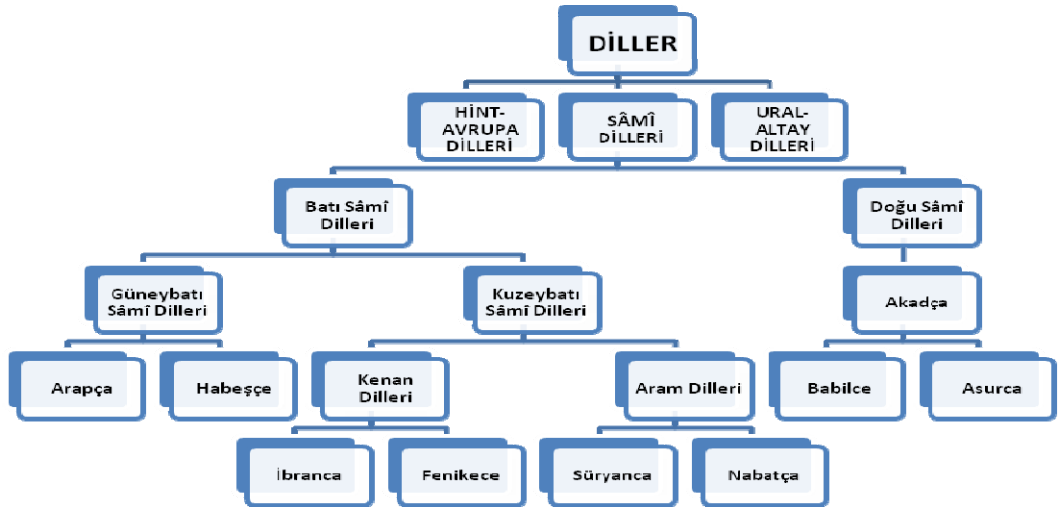 DİLLER
HİNT-
AVRUPA
DİLLERİ
SÂMÎ
DİLLERİ
URAL-
ALTAY
DİLLERİ
Batı Sâmî
Dilleri
Doğu Sâmî
Dilleri
Güneybatı
Sâmî Dilleri
Kuzeybatı
Sâmî Dilleri
Akadça
Arapça
Habeşçe
Kenan
Dilleri
Aram Dilleri
Babilce
Asurca
İbranca
Fenikece
Süryanca
Nabatça